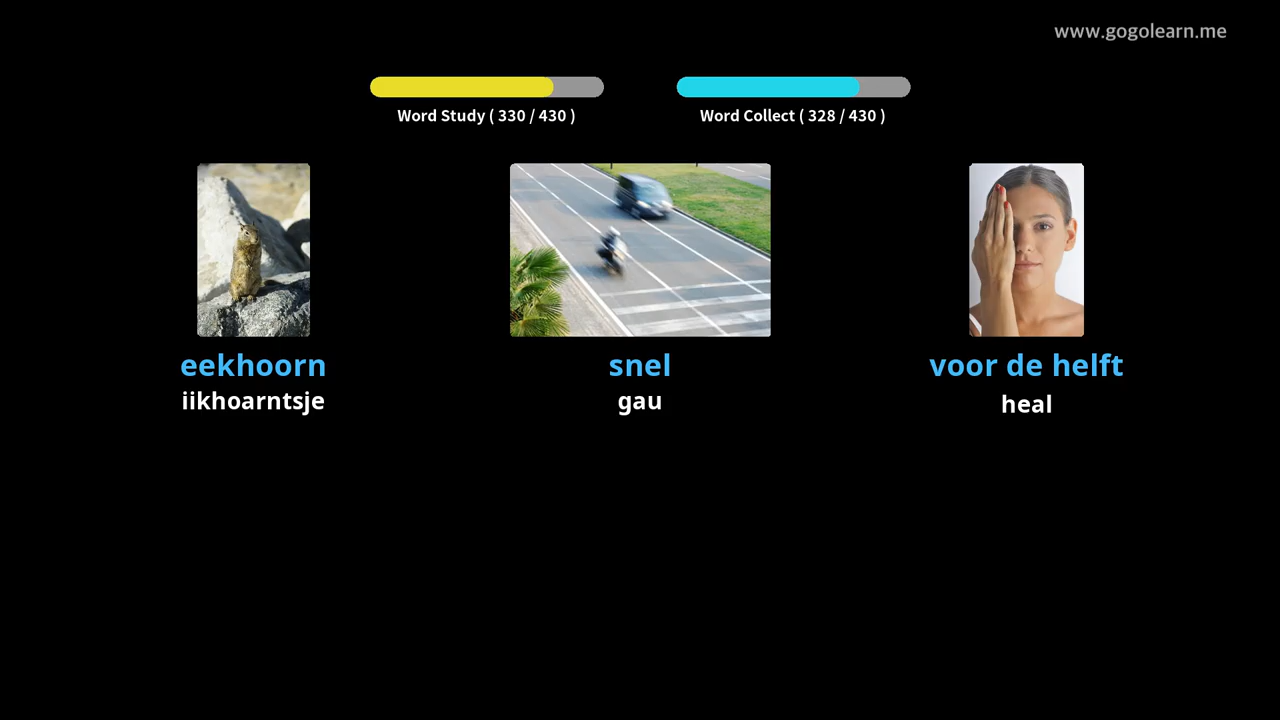 www.gogolearn.me
Word Study ( 330 / 430 )
Word Collect ( 328 / 430 )
eekhoorn
iikhoarntsje
snel
gau
voor de helft
heal